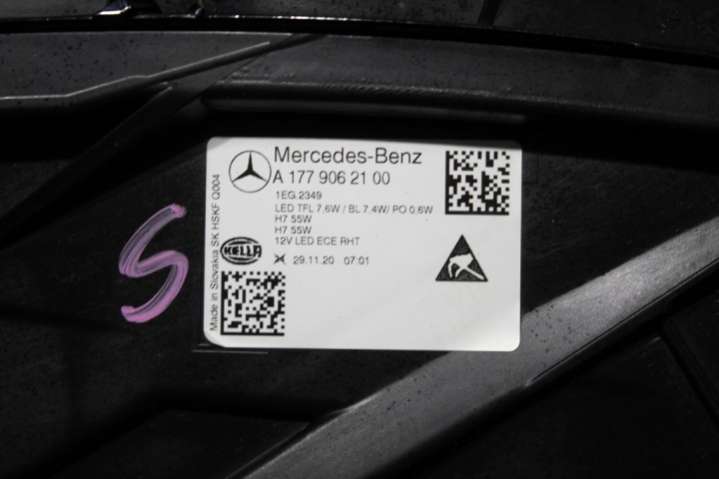 Mercedes-Benz
A 177 906 21 00
1EG.2349
LED TFL 7,6W / BL 7,4W/ PO 0,6W
H7 55W
H7 55W
12V LED ECE RHT
HELLA
29.11.20 07:01
Made in Slovakia SK HSKF Q004
S